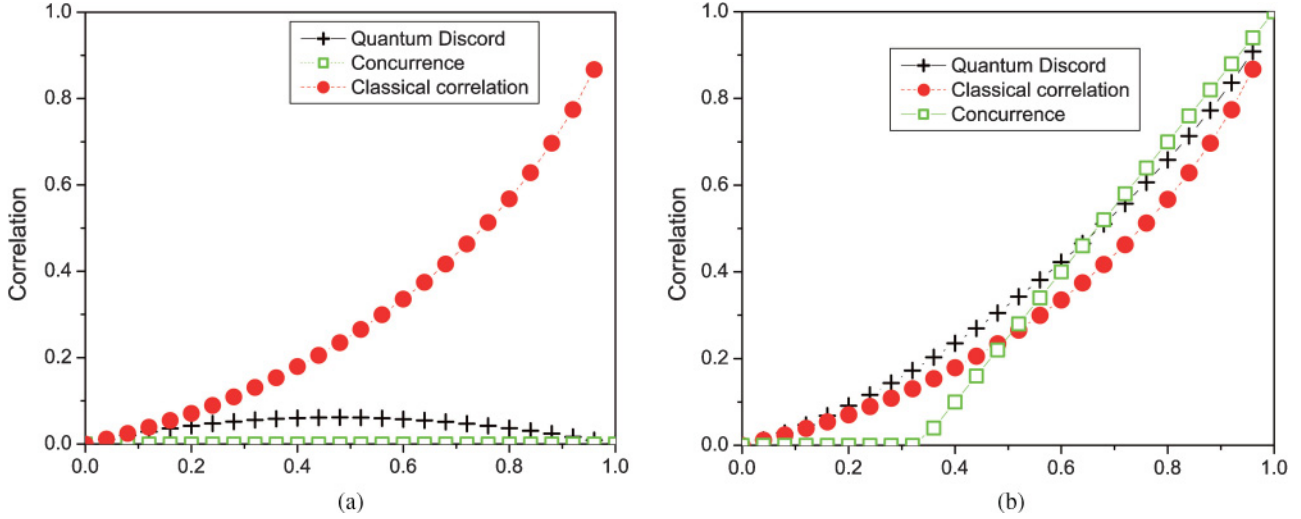 1.0
0.8
0.6
0.4
0.2
0.0
Correlation
Quantum Discord
Concurrence
Classical correlation
0.0 0.2 0.4 0.6 0.8 1.0
(a)
1.0
0.8
0.6
0.4
0.2
0.0
Correlation
Quantum Discord
Classical correlation
Concurrence
0.0 0.2 0.4 0.6 0.8 1.0
(b)